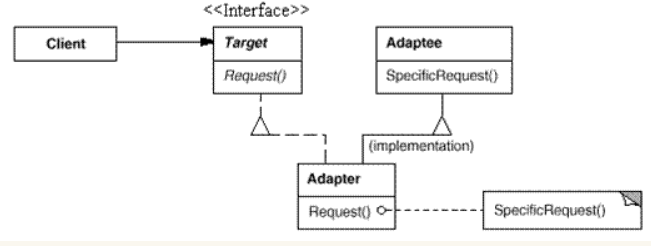 <<Interface>>
Client
Target
Adaptee
Request()
SpecificRequest()
(implementation)
Adapter
Request()
SpecificRequest()